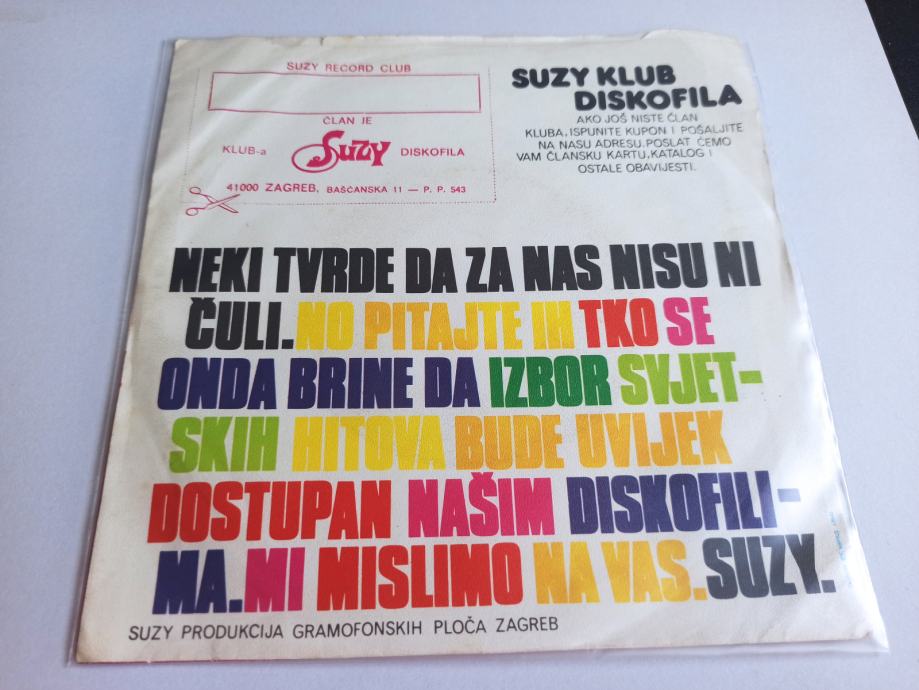 SUZY RECORD CLUB
ČLAN JE
KLUB-a Suzy DISKOFILA
41000 ZAGREB, BAŠĆANSKA 11 — P. P. 543
SUZY KLUB
DISKOFILA
AKO JOŠ NISTE ČLAN
KLUBA, ISPUNITE KUPON I POŠALJITE
NA NAŠU ADRESU. POSLAT ĆEMO
VAM ČLANSKU KARTU, KATALOG I
OSTALE OBAVIJESTI.
NEKI TVRDE DA ZA NAS NISU NI
ČULI. NO PITAJTE IH TKO SE
ONDA BRINE DA IZBOR SVJET-
SKIH HITOVA BUDE UVIJEK
DOSTUPAN NAŠIM DISKOFILI-
MA. MI MISLIMO NA VAS. SUZY.
SUZY PRODUKCIJA GRAMOFONSKIH PLOČA ZAGREB